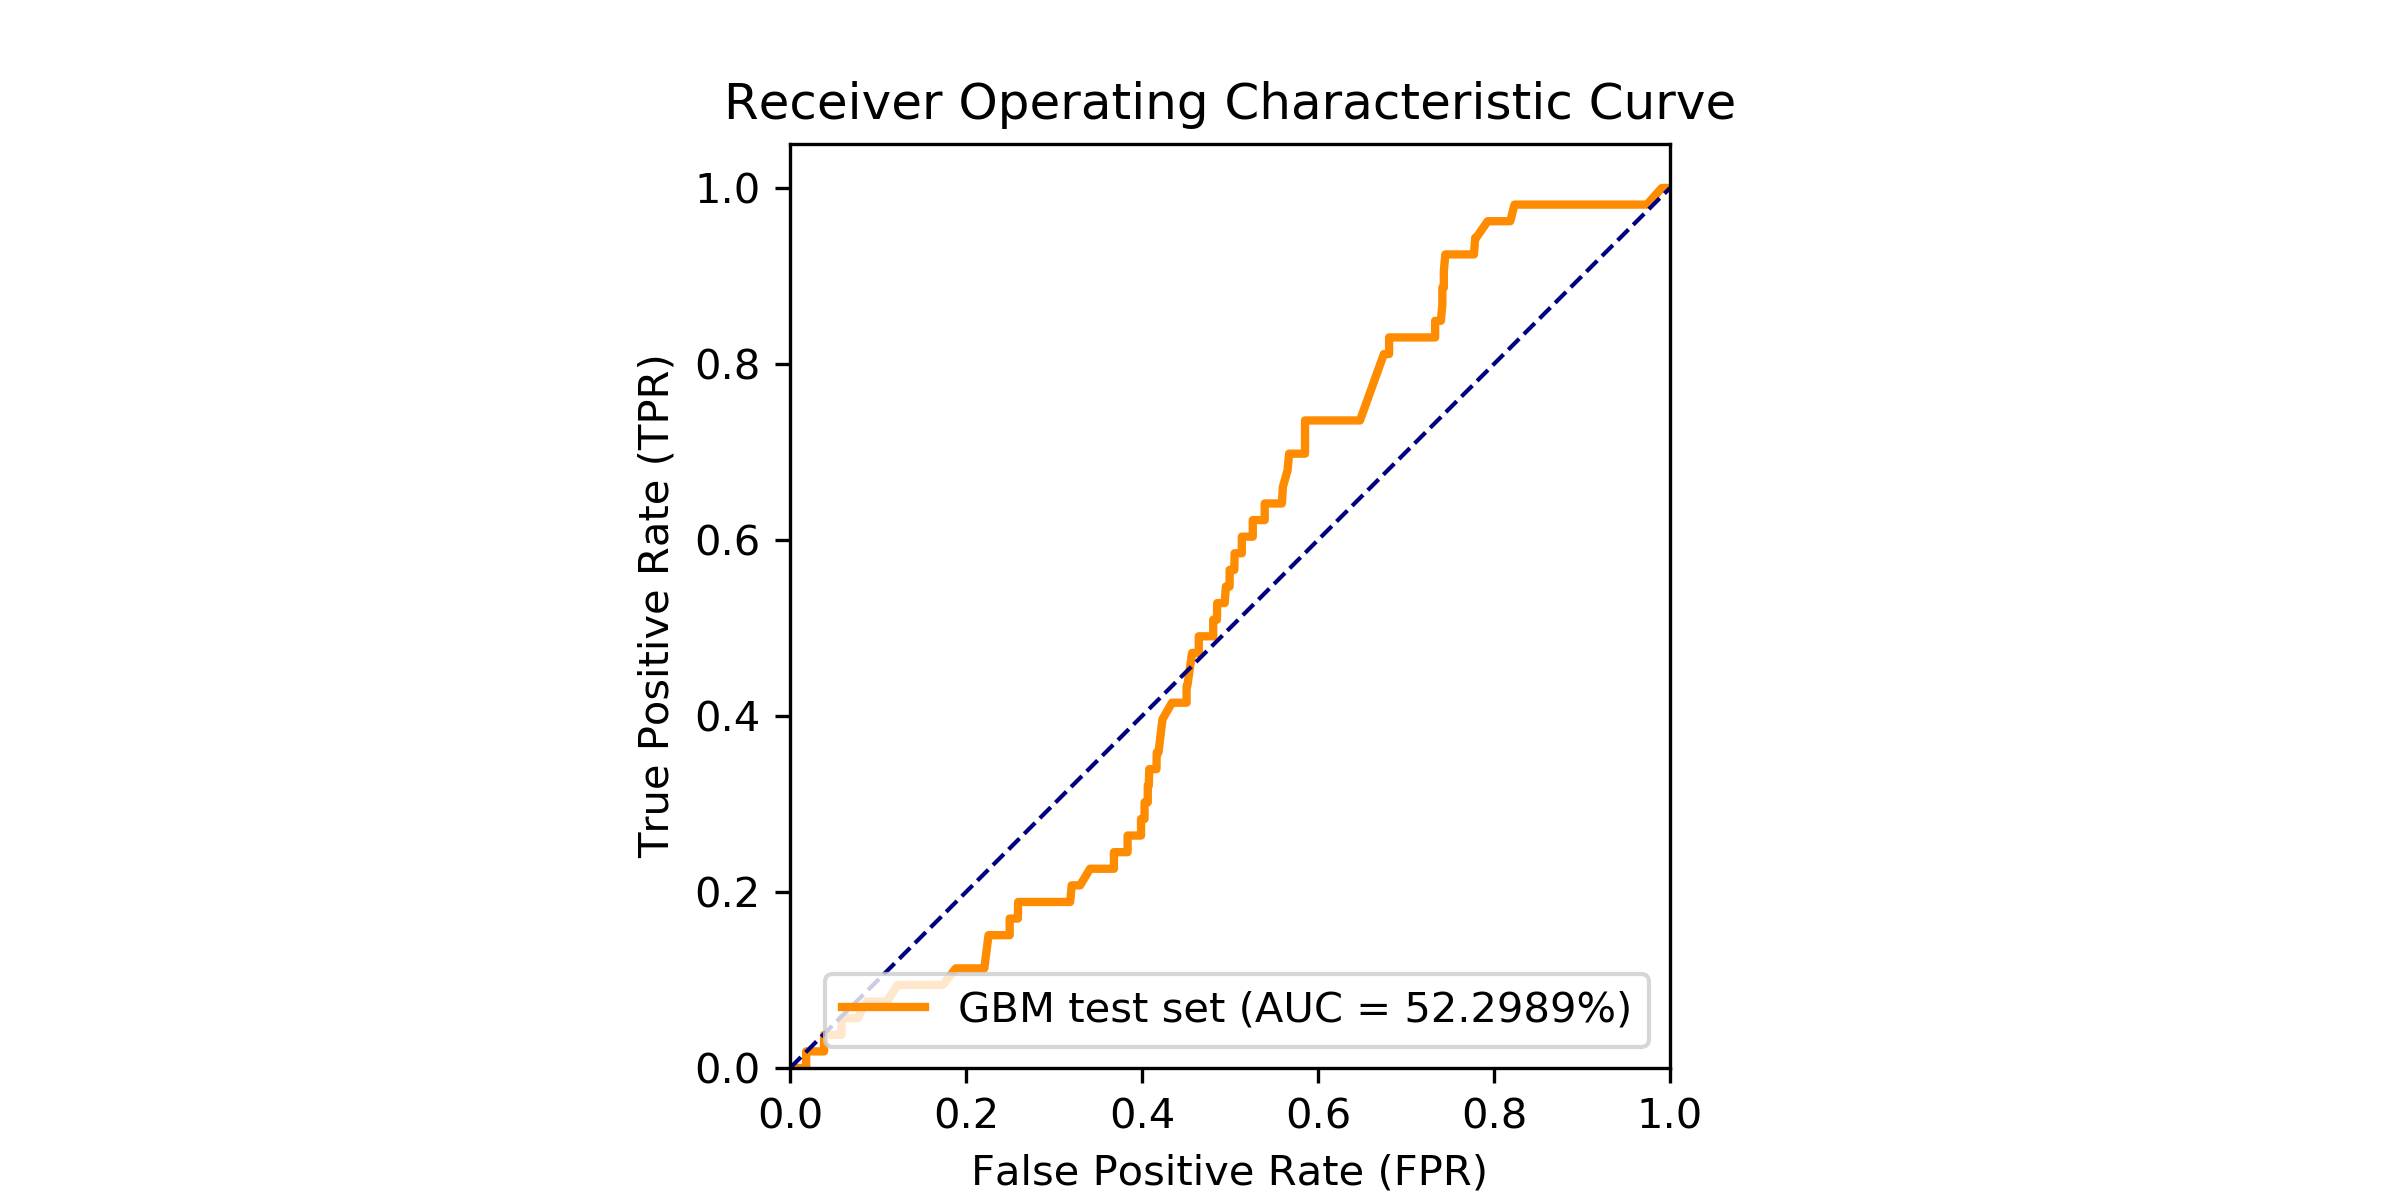 Receiver Operating Characteristic Curve
1.0
0.8
0.6
0.4
0.2
0.0
True Positive Rate (TPR)
GBM test set (AUC = 52.2989%)
0.0 0.2 0.4 0.6 0.8 1.0
False Positive Rate (FPR)